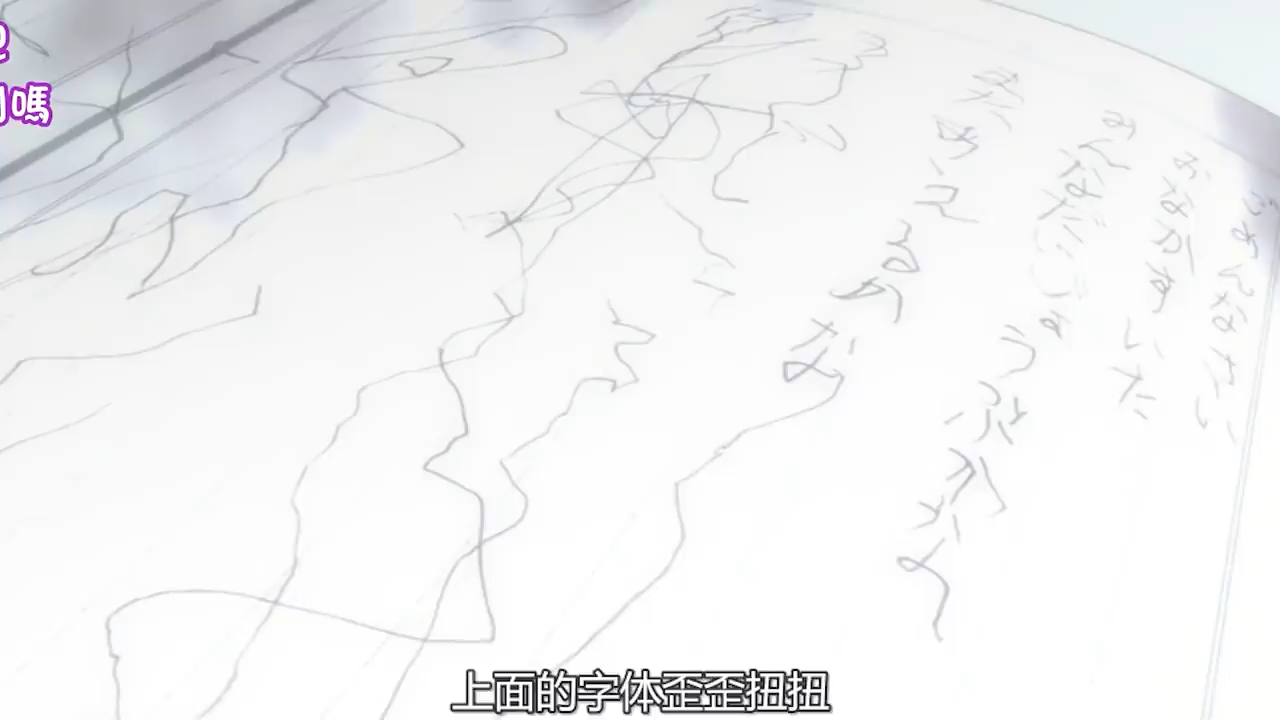 ごめんなさい
おなかすいた
みんなだいじょうぶかな
またあえるかな
嗎
上面的字体歪歪扭扭